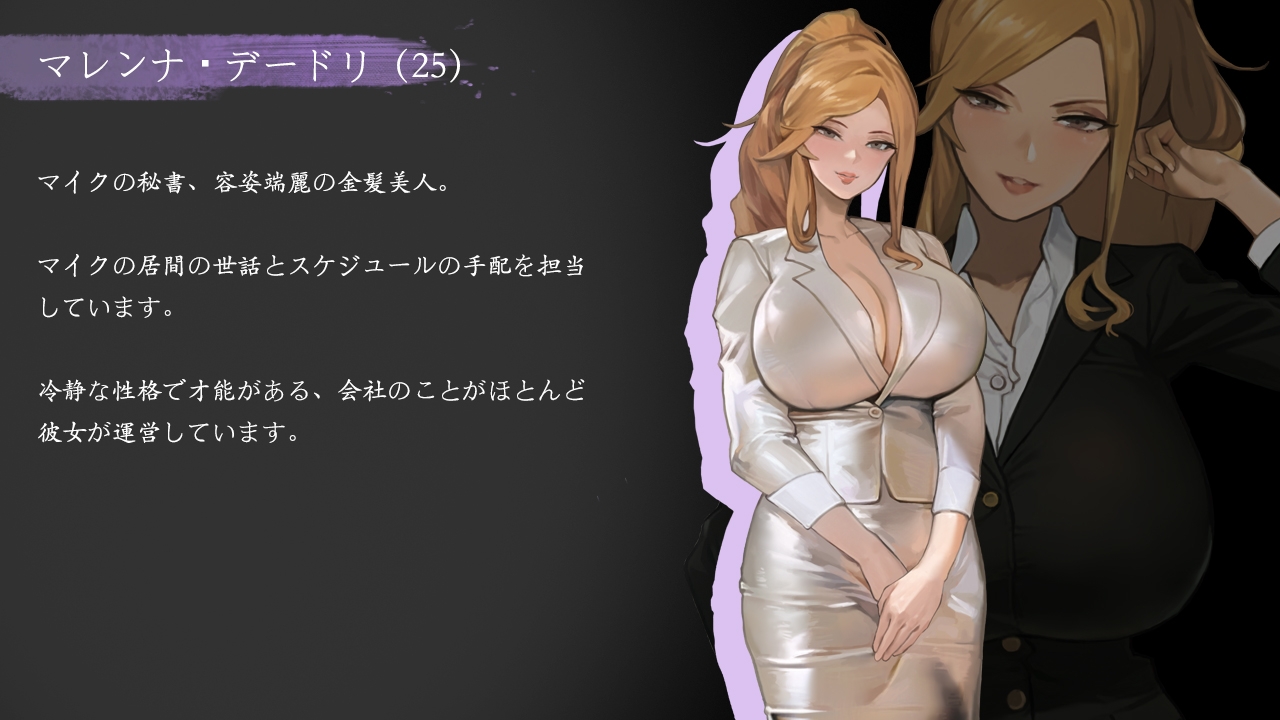 マレンナ・デードリ（25）
マイクの秘書、容姿端麗の金髪美人。
マイクの居間の世話とスケジュールの手配を担当
しています。
冷静な性格で才能がある、会社のことがほとんど
彼女が運営しています。